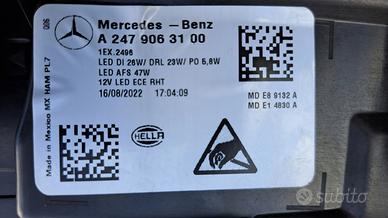 006
Made in Mexico MX HAM PL7
Mercedes-Benz
A 247 906 31 00
1EX.2496
LED DI 26W/ DRL 23W/ PO 5,8W
LED AFS 47W
12V LED ECE RHT
16/08/2022 17:04:09
MD E8 9132 A
MD E1 4830 A
HELLA
subito